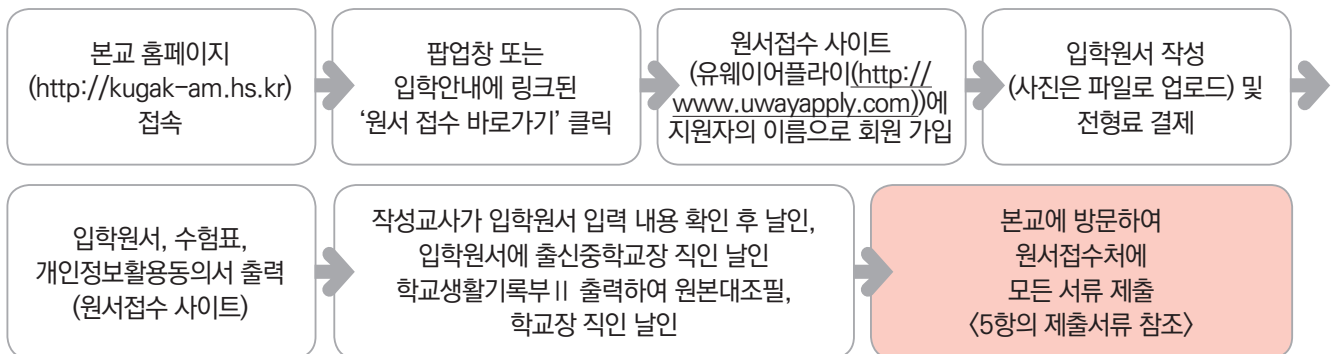 본교 홈페이지
(http://kugak-am.hs.kr)
접속
팝업창 또는
입학안내에 링크된
‘원서 접수 바로가기’ 클릭
원서접수 사이트
(유웨이어플라이(http://
www.uwayapply.com))에
지원자의 이름으로 회원 가입
입학원서 작성
(사진은 파일로 업로드) 및
전형료 결제
입학원서, 수험표,
개인정보활용동의서 출력
(원서접수 사이트)
작성교사가 입학원서 입력 내용 확인 후 날인,
입학원서에 출신중학교장 직인 날인
학교생활기록부Ⅱ 출력하여 원본대조필,
학교장 직인 날인
본교에 방문하여
원서접수처에
모든 서류 제출
〈5항의 제출서류 참조〉